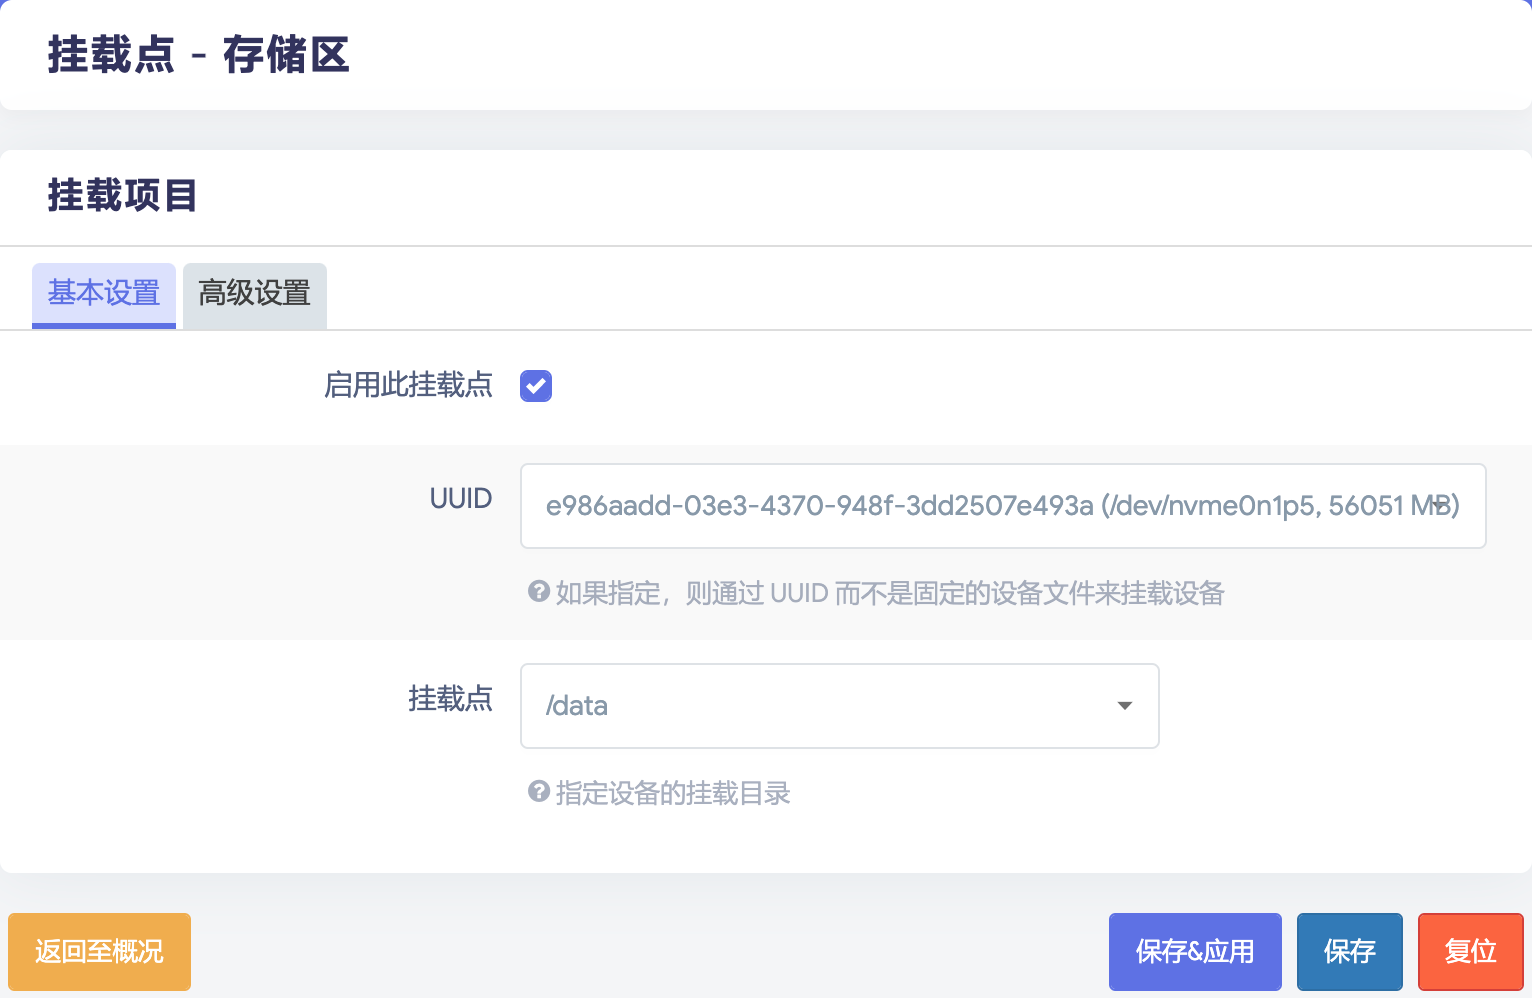 挂载点 - 存储区
挂载项目
基本设置 高级设置
启用此挂载点
UUID e986aadd-03e3-4370-948f-3dd2507e493a (/dev/nvme0n1p5, 56051 MB)
如果指定，则通过 UUID 而不是固定的设备文件来挂载设备
挂载点 /data
指定设备的挂载目录
返回至概况 保存&应用 保存 复位